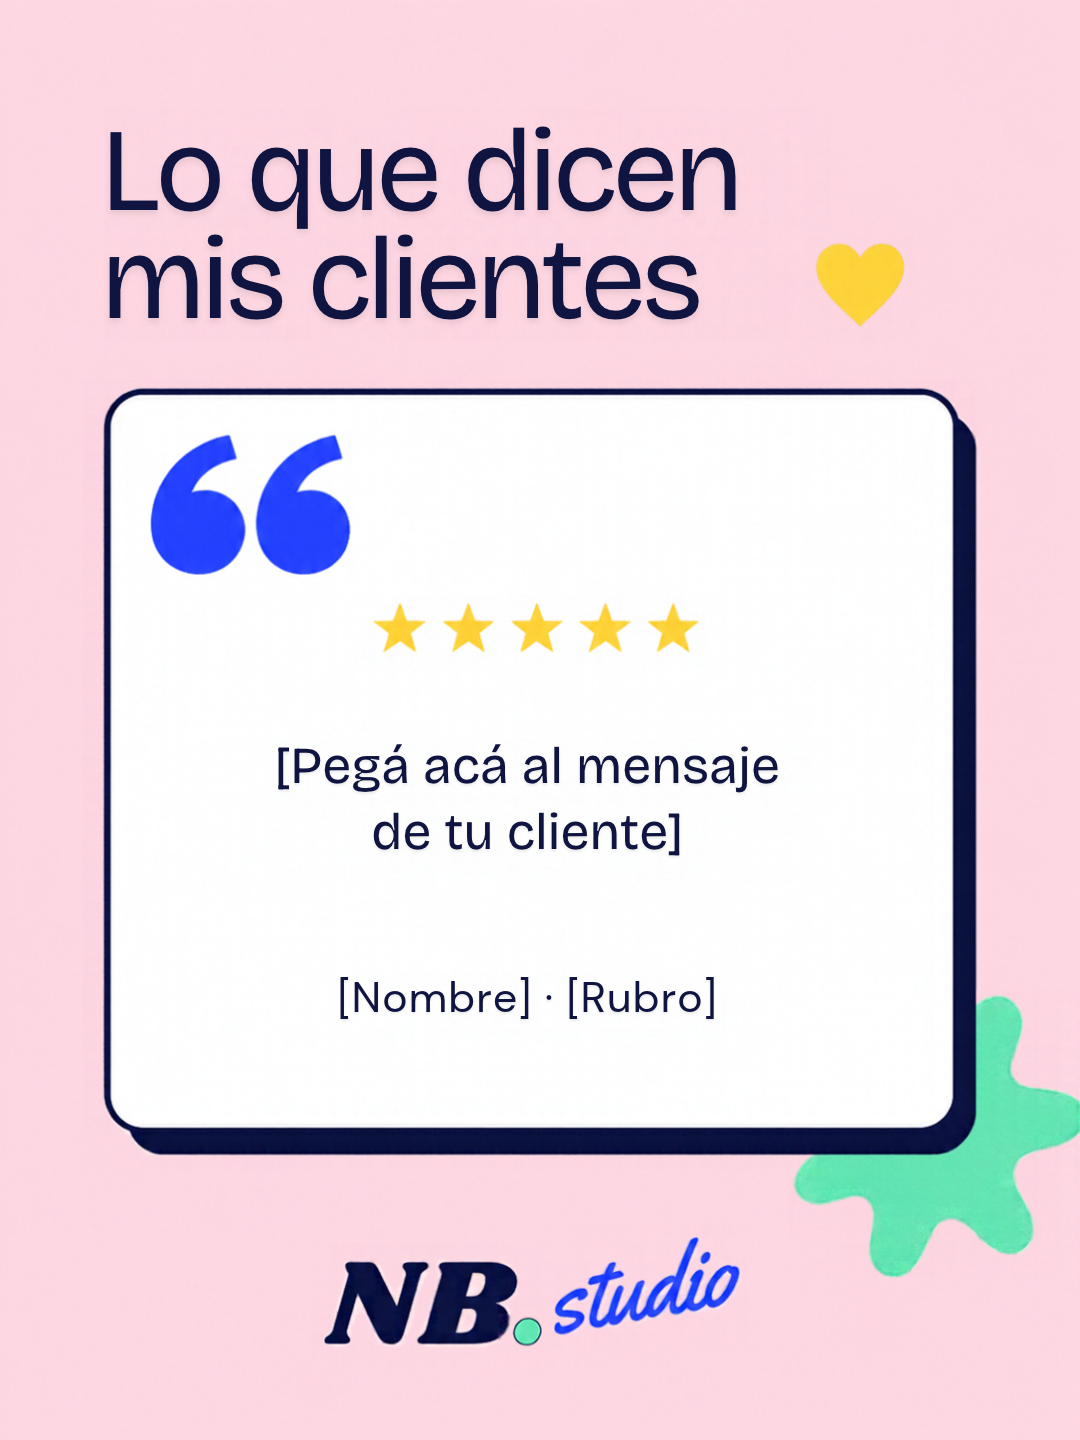 Lo que dicen
mis clientes
“
[Pegá acá al mensaje
de tu cliente]
[Nombre] · [Rubro]
NB. studio